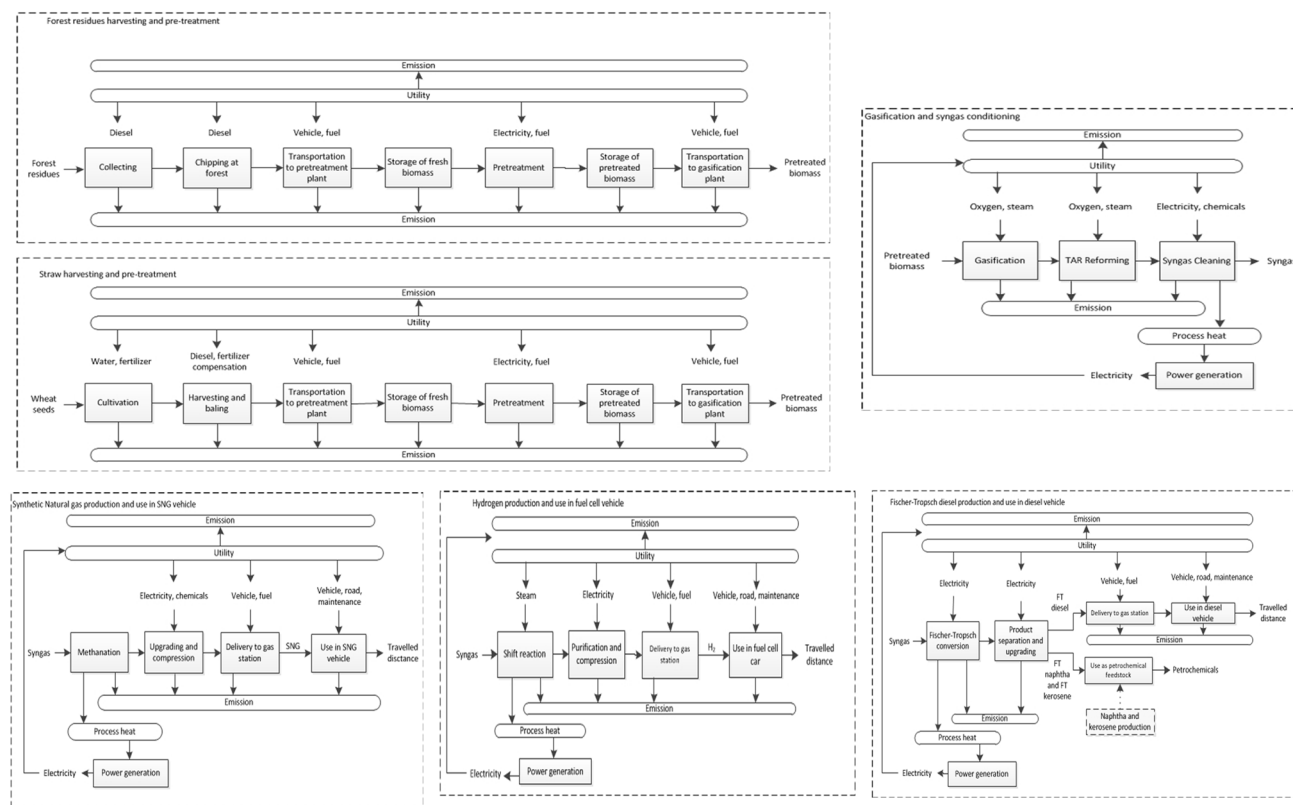 Forest residues harvesting and pre-treatment
Emission
Utility
Diesel
Diesel
Vehicle, fuel
Electricity, fuel
Vehicle, fuel
Forest
residues
Collecting
Chipping at
forest
Transportation
to pretreatment
plant
Storage of fresh
biomass
Pretreatment
Storage of
pretreated
biomass
Transportation
to gasification
plant
Pretreated
biomass
Emission
Straw harvesting and pre-treatment
Emission
Utility
Water, fertilizer
Diesel, fertilizer
compensation
Vehicle, fuel
Electricity, fuel
Vehicle, fuel
Wheat
seeds
Cultivation
Harvesting and
baling
Transportation
to pretreatment
plant
Storage of fresh
biomass
Pretreatment
Storage of
pretreated
biomass
Transportation
to gasification
plant
Pretreated
biomass
Emission
Gasification and syngas conditioning
Emission
Utility
Oxygen, steam
Oxygen, steam
Electricity, chemicals
Pretreated
biomass
Gasification
TAR Reforming
Syngas Cleaning
Syngas
Emission
Process heat
Electricity
Power generation
Synthetic Natural gas production and use in SNG vehicle
Emission
Utility
Electricity, chemicals
Vehicle, fuel
Vehicle, road,
maintenance
Syngas
Methanation
Upgrading and
compression
Delivery to gas
station
SNG
Use in SNG
vehicle
Travelled
disctance
Emission
Process heat
Electricity
Power generation
Hydrogen production and use in fuel cell vehicle
Emission
Utility
Steam
Electricity
Vehicle, fuel
Vehicle, road, maintenance
Syngas
Shift reaction
Purification and
compression
Delivery to gas
station
H₂
Use in fuel cell
car
Travelled
distance
Emission
Process heat
Electricity
Power generation
Fischer-Tropsch diesel production and use in diesel vehicle
Emission
Utility
Electricity
Electricity
Vehicle, fuel
Vehicle, road, maintenance
FT
diesel
Delivery to gas station
Use in diesel
vehicle
Travelled
distance
Syngas
Fischer-Tropsch
conversion
Product
separation and
upgrading
Emission
FT
naphtha
and FT
kerosene
Use as petrochemical
feedstock
Petrochemicals
Naphtha and
kerosene production
Emission
Process heat
Electricity
Power generation